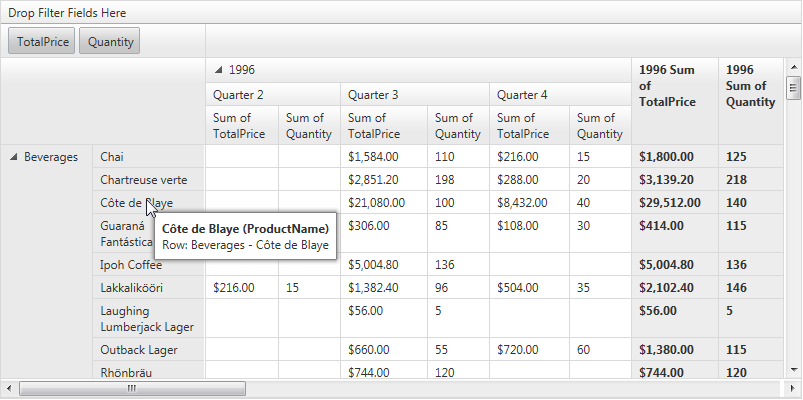 Drop Filter Fields Here
TotalPrice Quantity
1996 1996 Sum of TotalPrice 1996 Sum of Quantity
Quarter 2 Quarter 3 Quarter 4
Sum of TotalPrice Sum of Quantity Sum of TotalPrice Sum of Quantity Sum of TotalPrice Sum of Quantity
Beverages Chai $1,584.00 110 $216.00 15 $1,800.00 125
Chartreuse verte $2,851.20 198 $288.00 20 $3,139.20 218
Côte de Blaye $21,080.00 100 $8,432.00 40 $29,512.00 140
Guaraná Fantástica $306.00 85 $108.00 30 $414.00 115
Côte de Blaye (ProductName)
Row: Beverages - Côte de Blaye
Ipoh Coffee $5,004.80 136 $5,004.80 136
Lakkalikööri $216.00 15 $1,382.40 96 $504.00 35 $2,102.40 146
Laughing Lumberjack Lager $56.00 5 $56.00 5
Outback Lager $660.00 55 $720.00 60 $1,380.00 115
Rhönbräu $744.00 120 $744.00 120